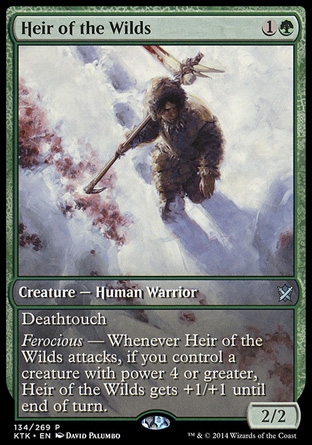 Heir of the Wilds 1
Creature — Human Warrior
Deathtouch
Ferocious — Whenever Heir of the
Wilds attacks, if you control a
creature with power 4 or greater,
Heir of the Wilds gets +1/+1 until
end of turn.
2/2
134/269 P
KTK • EN David Palumbo
™ & © 2014 Wizards of the Coast